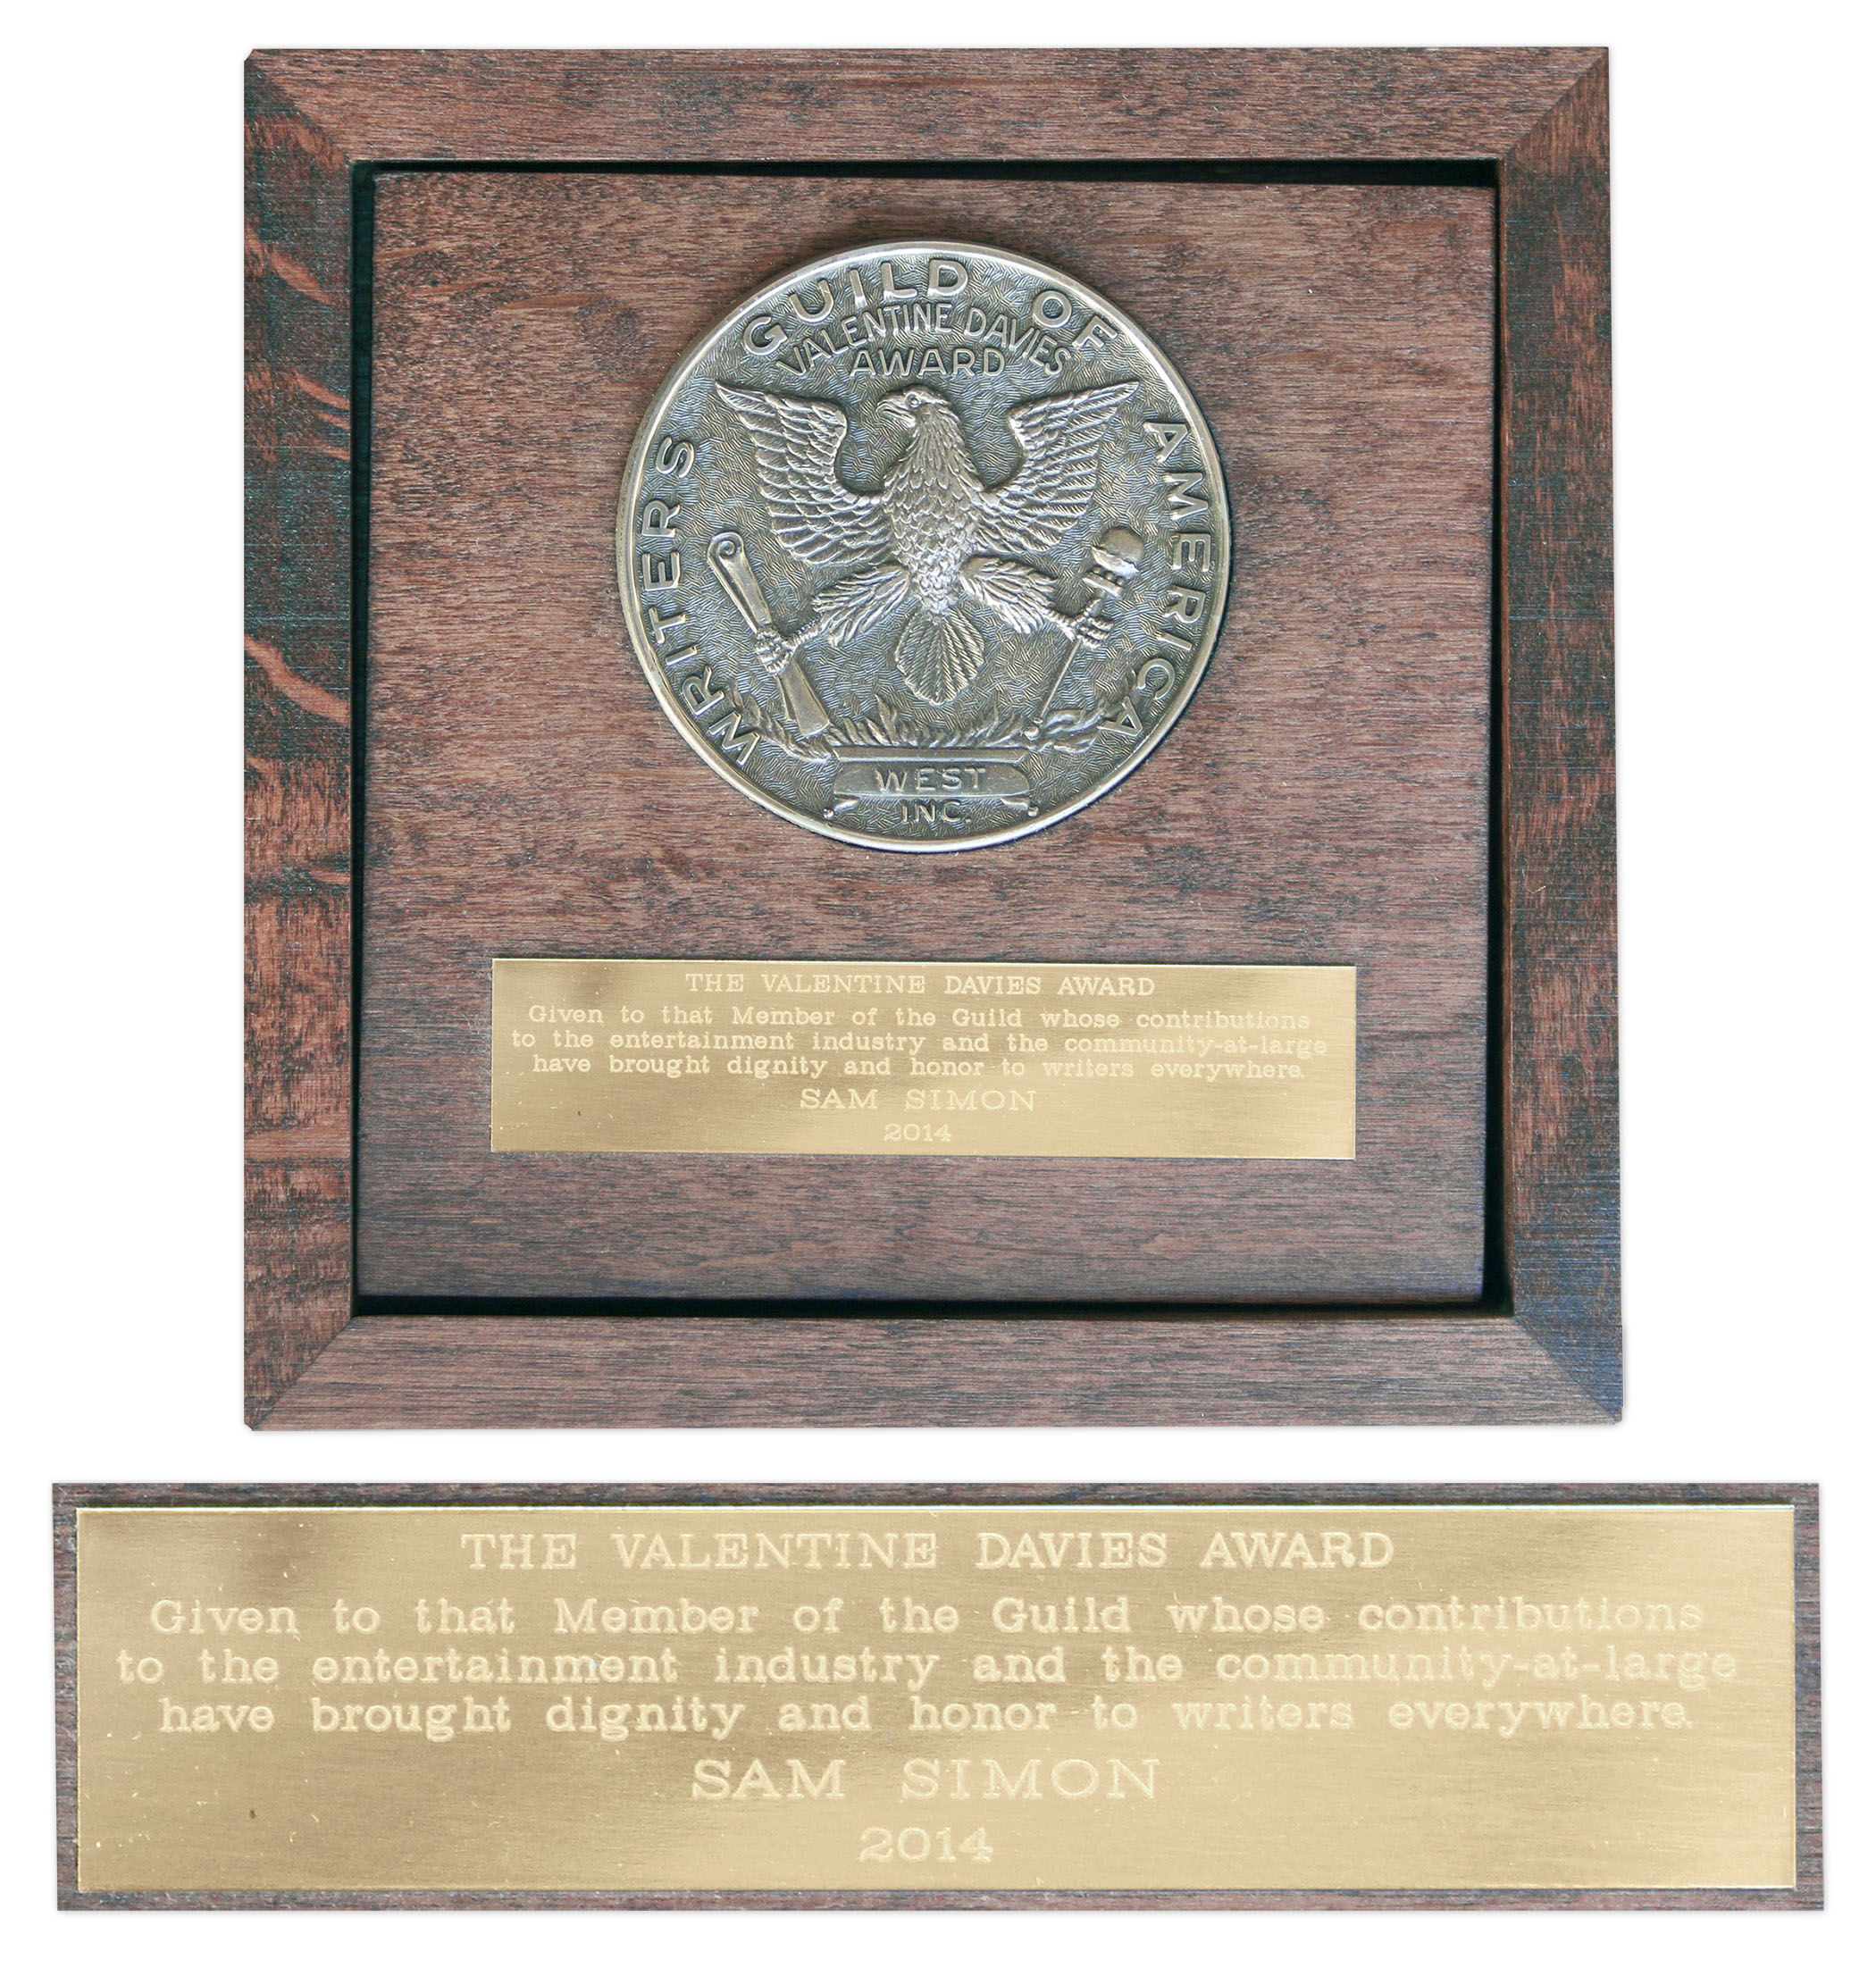 WRITERS GUILD OF AMERICA
VALENTINE DAVIES
AWARD
WEST
INC.
THE VALENTINE DAVIES AWARD
Given to that Member of the Guild whose contributions
to the entertainment industry and the community-at-large
have brought dignity and honor to writers everywhere.
SAM SIMON
2014
THE VALENTINE DAVIES AWARD
Given to that Member of the Guild whose contributions
to the entertainment industry and the community-at-large
have brought dignity and honor to writers everywhere.
SAM SIMON
2014